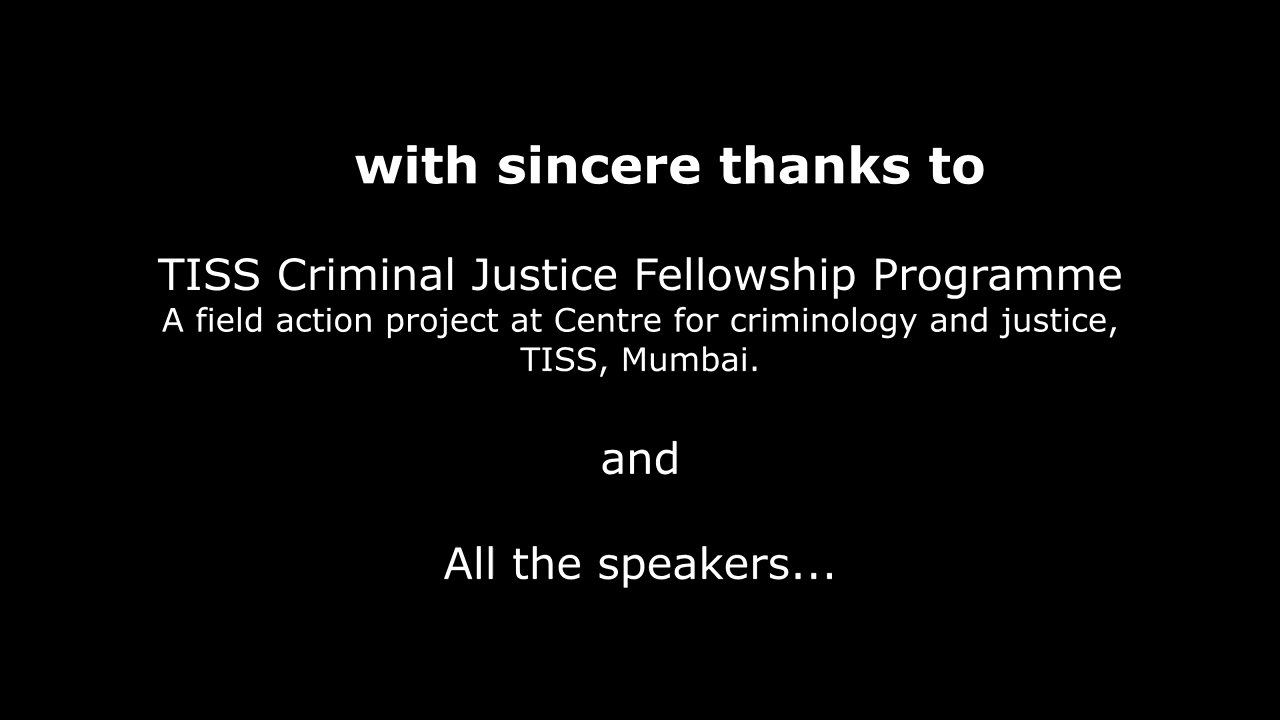 with sincere thanks to
TISS Criminal Justice Fellowship Programme
A field action project at Centre for criminology and justice,
TISS, Mumbai.
and
All the speakers...